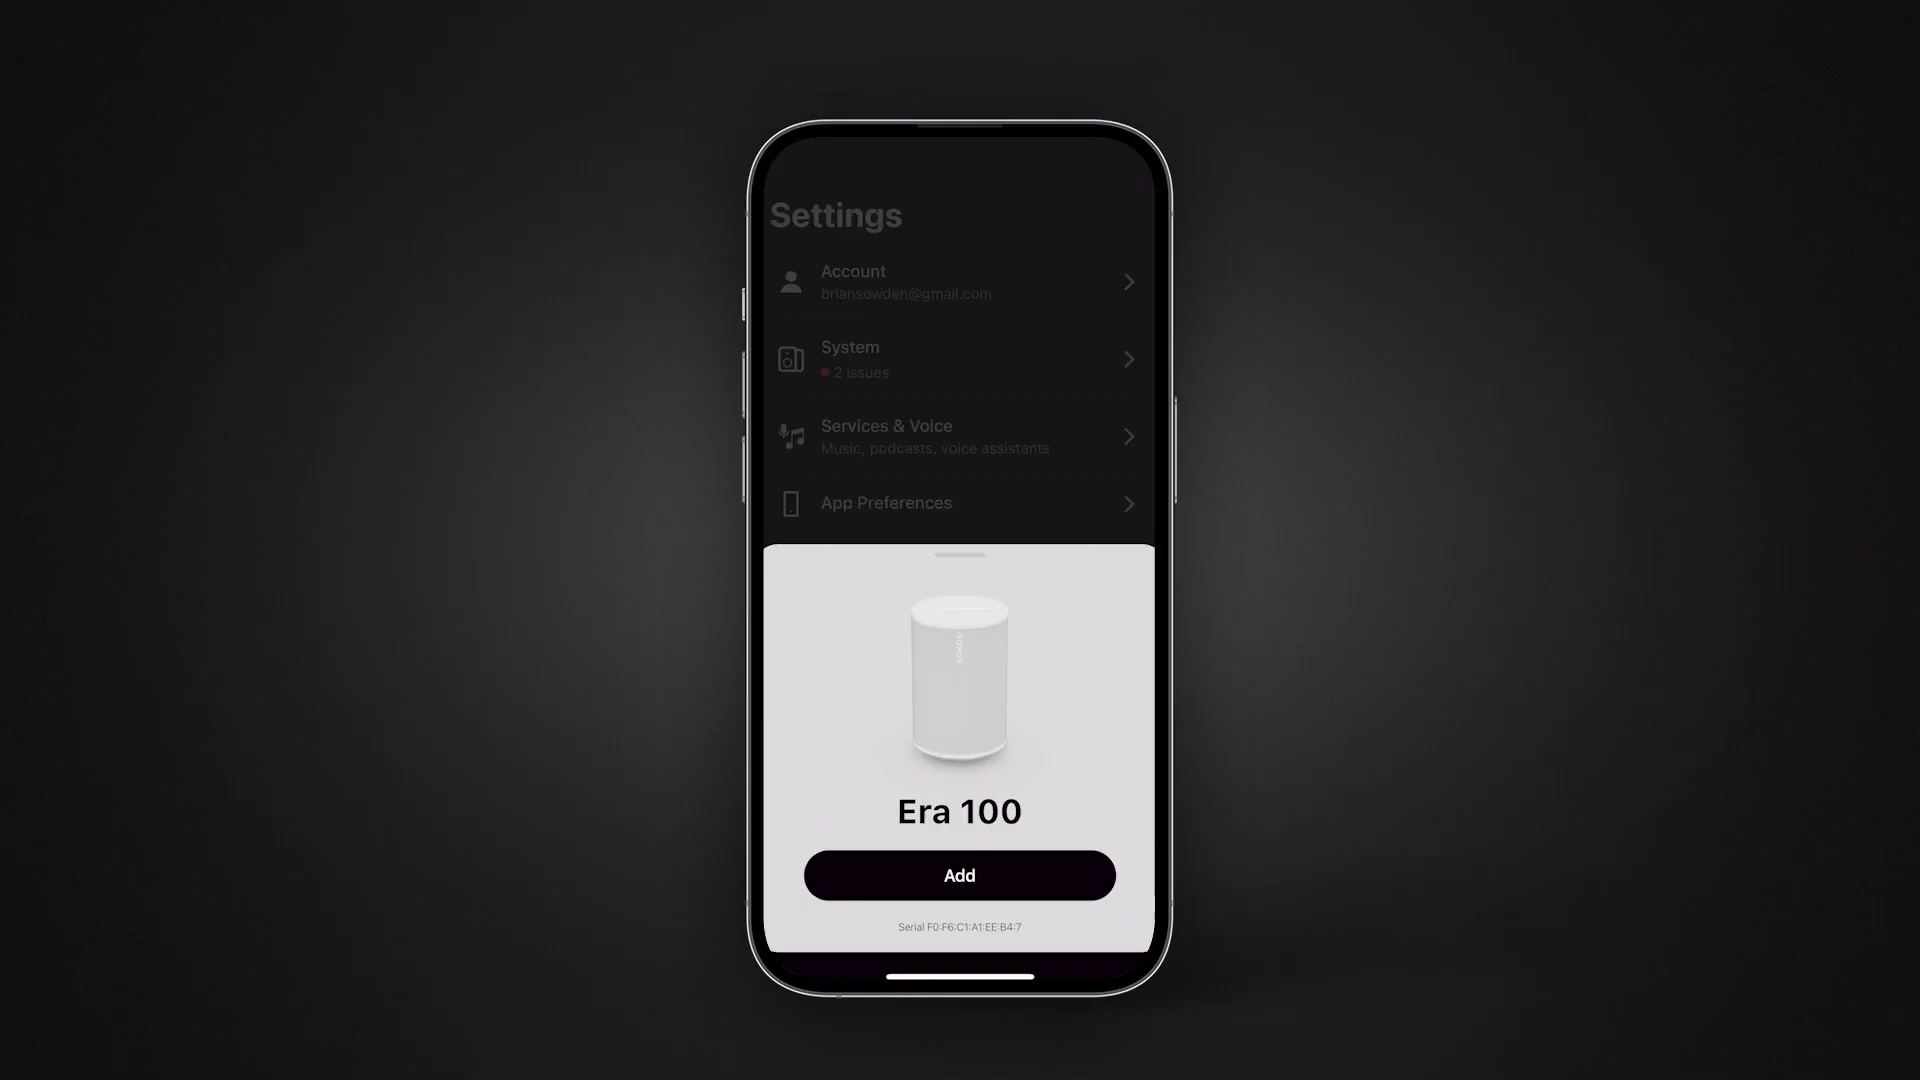 Settings
Account
briansowden@gmail.com
System
2 issues
Services & Voice
Music, podcasts, voice assistants
App Preferences
SONOS
Era 100
Add
Serial F0:F6:C1:A1:EE:B4:7